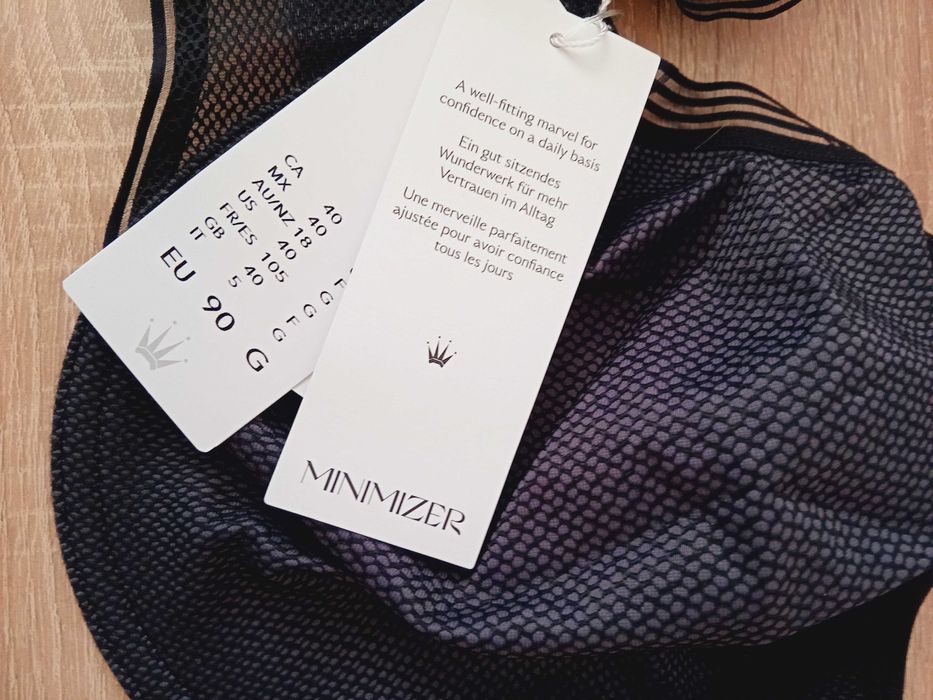 CA 40
MX 40
AU/NZ 18 F
US 40 G
FR/ES 105 G
GB 40 F
IT 5 G
EU 90 G
A well-fitting marvel for
confidence on a daily basis
Ein gut sitzendes
Wunderwerk für mehr
Vertrauen im Alltag
Une merveille parfaitement
ajustée pour avoir confiance
tous les jours
MINIMIZER